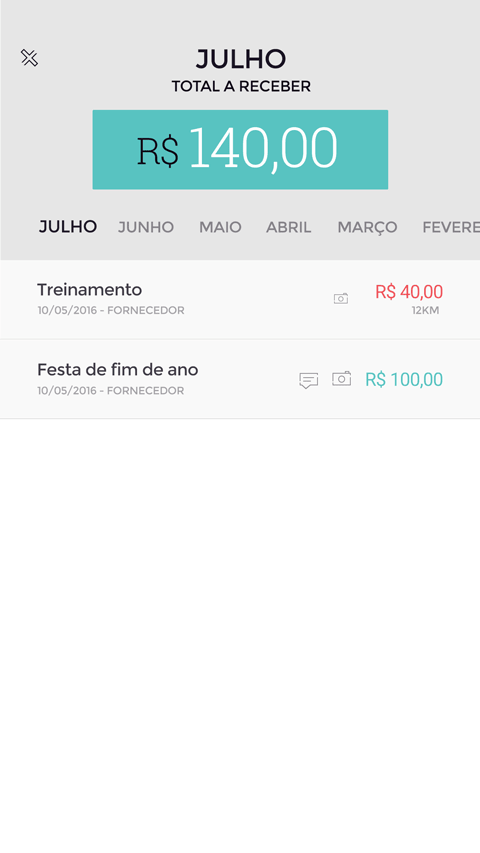 JULHO
TOTAL A RECEBER
R$ 140,00
JULHO JUNHO MAIO ABRIL MARÇO FEVERE
Treinamento
R$ 40,00
10/05/2016 - FORNECEDOR
12KM
Festa de fim de ano
R$ 100,00
10/05/2016 - FORNECEDOR